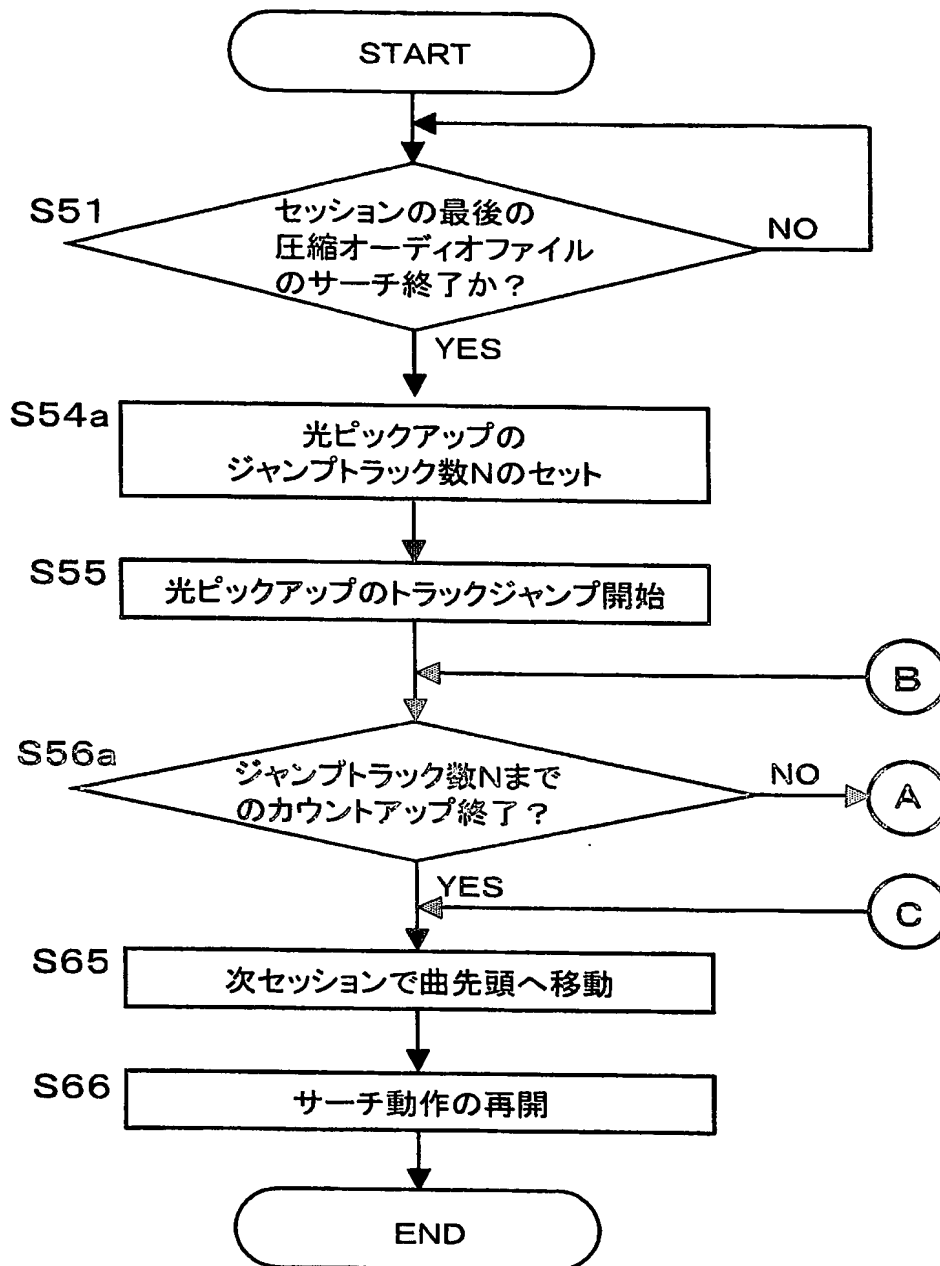 START
S51
セッションの最後の
圧縮オーディオファイル
のサーチ終了か？
NO
YES
S54a
光ピックアップの
ジャンプトラック数Nのセット
S55
光ピックアップのトラックジャンプ開始
B
S56a
ジャンプトラック数Nまで
のカウントアップ終了？
NO
A
YES
C
S65
次セッションで曲先頭へ移動
S66
サーチ動作の再開
END